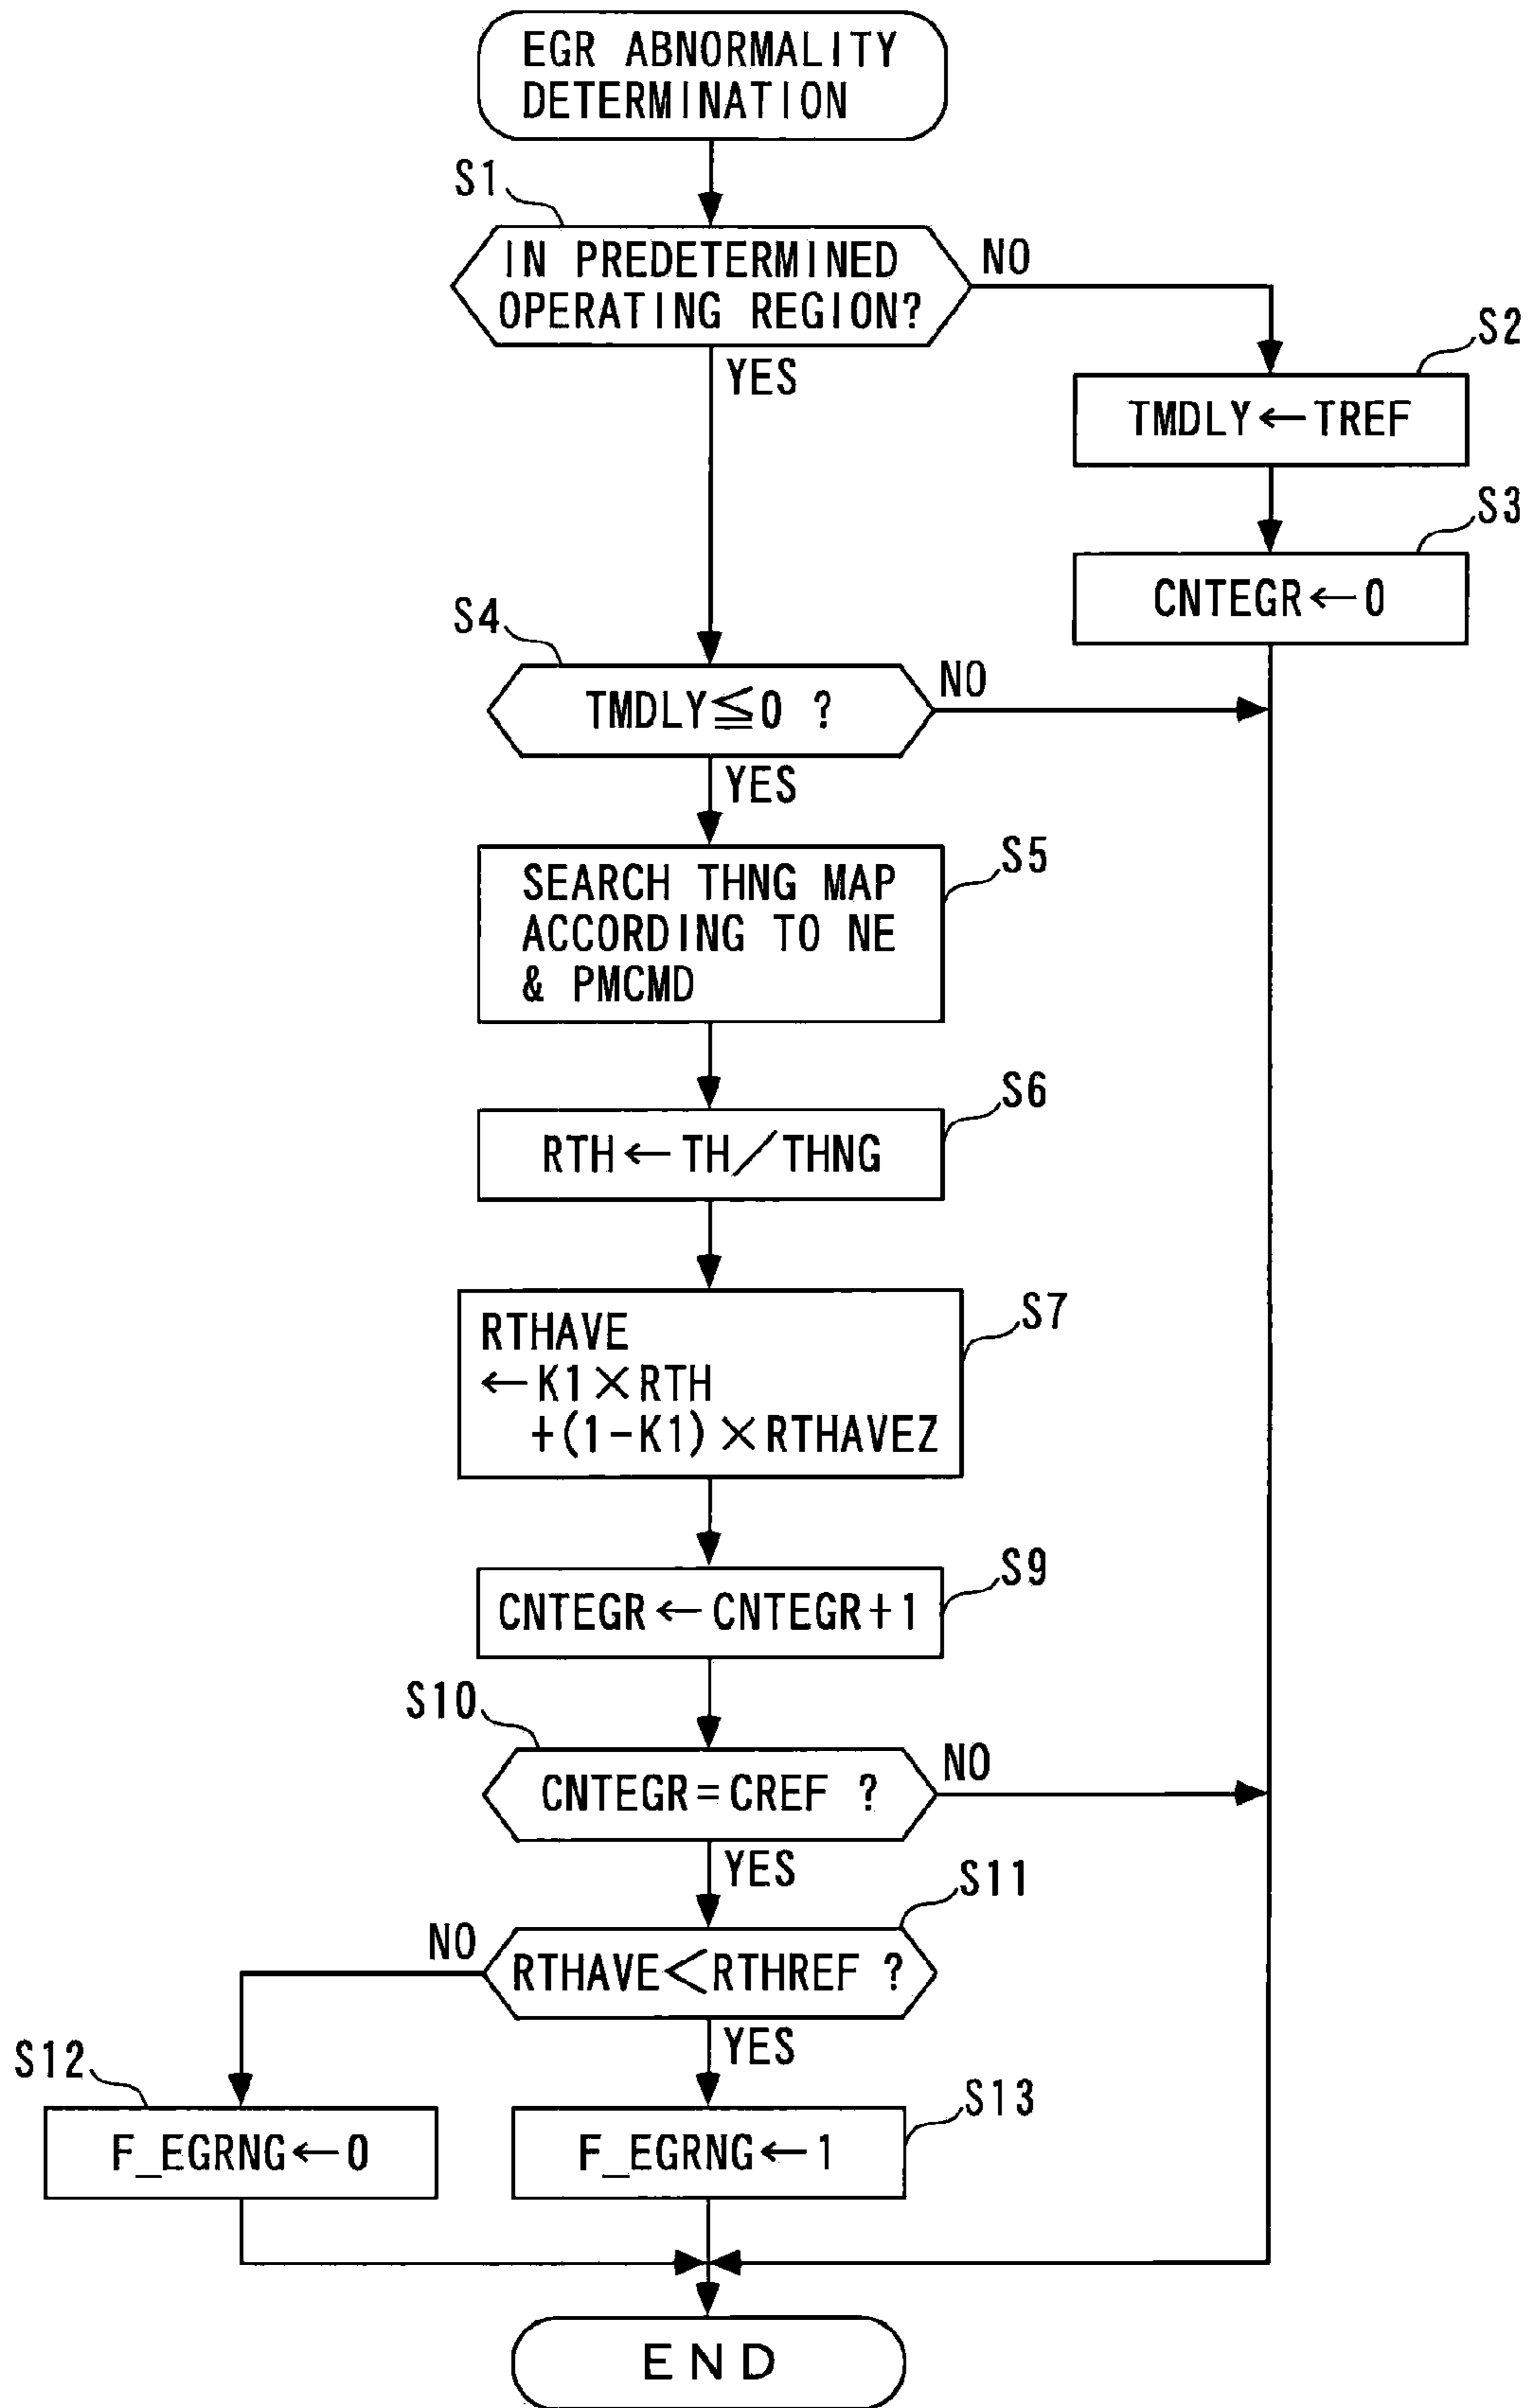 EGR ABNORMALITY
DETERMINATION
S1
IN PREDETERMINED
OPERATING REGION?
NO
YES
S2
TMDLY←TREF
S3
CNTEGR←0
S4
TMDLY≦0 ?
NO
YES
S5
SEARCH THNG MAP
ACCORDING TO NE
& PMCMD
S6
RTH←TH/THNG
S7
RTHAVE
←K1×RTH
+(1-K1)×RTHAVEZ
S9
CNTEGR←CNTEGR+1
S10
CNTEGR=CREF ?
NO
YES
S11
RTHAVE<RTHREF ?
NO
YES
S12
F_EGRNG←0
S13
F_EGRNG←1
END